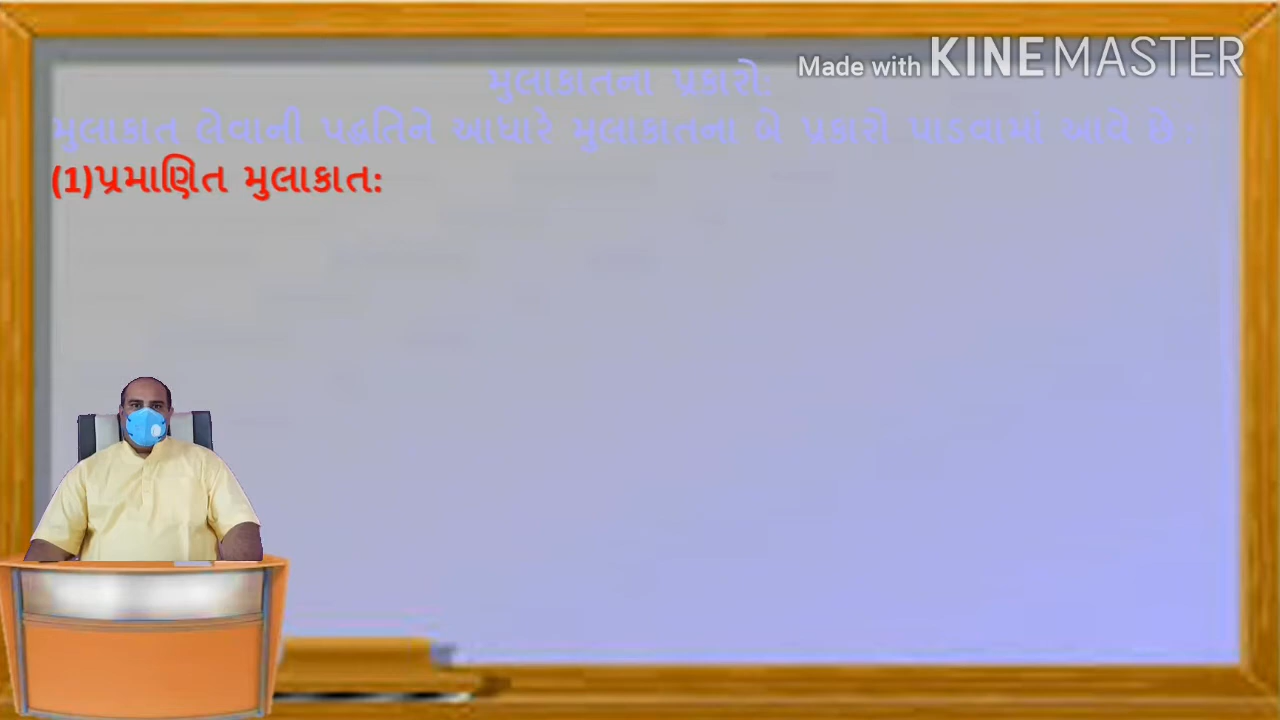 Made with KINEMASTER
મુલાકાતના પ્રકારો:
મુલાકાત લેવાની પદ્ધતિને આધારે મુલાકાતના બે પ્રકારો પાડવામાં આવે છે:
(1)પ્રમાણિત મુલાકાત: